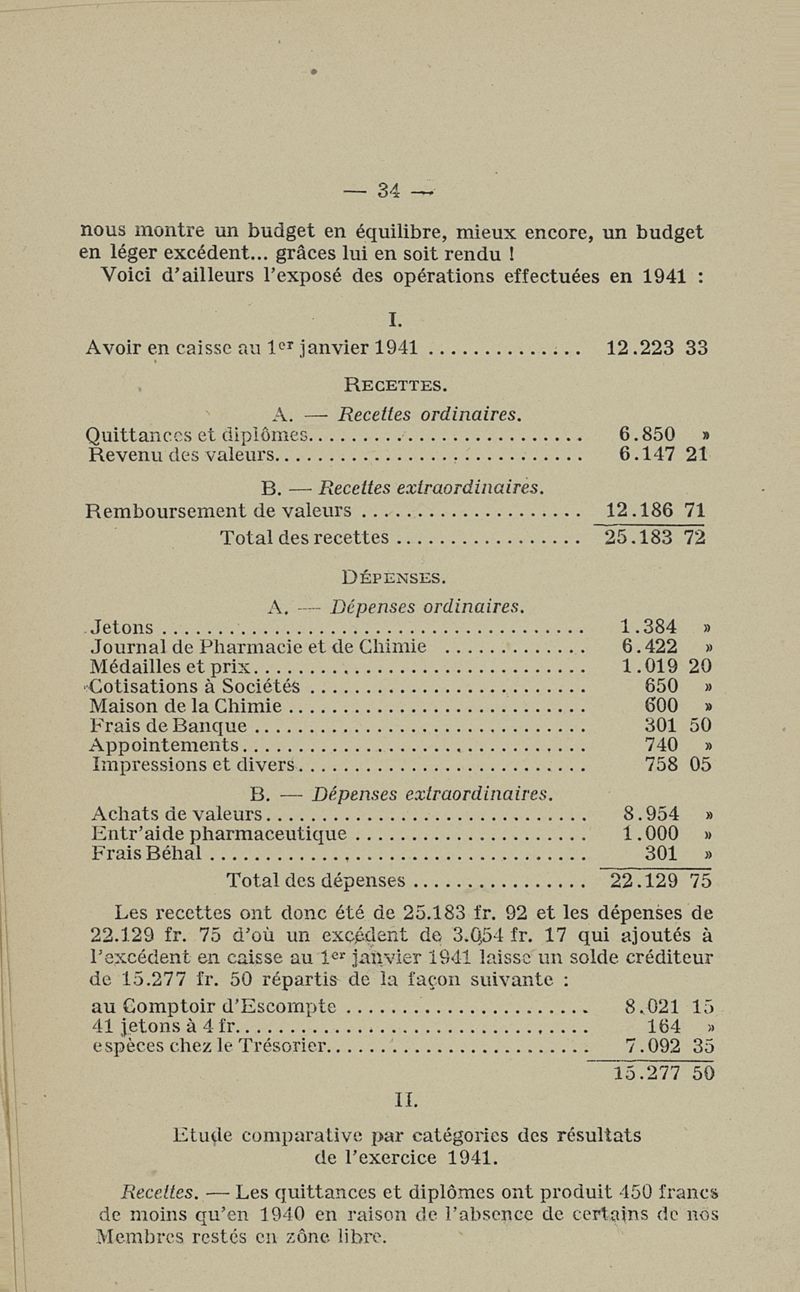 — 34 —
nous montre un budget en équilibre, mieux encore, un budget
en léger excédent... grâces lui en soit rendu !
Voici d'ailleurs l'exposé des opérations effectuées en 1941 :
I.
Avoir en caisse au 1er janvier 1941 .............. 12.223 33
RECETTES.
A. — Recettes ordinaires.
Quittances et diplômes.......................... 6.850 »
Revenu des valeurs............................. 6.147 21
B. — Recettes extraordinaires.
Remboursement de valeurs ..................... 12.186 71
Total des recettes ................. 25.183 72
DÉPENSES.
A. — Dépenses ordinaires.
Jetons ........................................ 1.384 »
Journal de Pharmacie et de Chimie ............. 6.422 »
Médailles et prix............................... 1.019 20
Cotisations à Sociétés .......................... 650 »
Maison de la Chimie ............................ 600 »
Frais de Banque ................................ 301 50
Appointements................................. 740 »
Impressions et divers........................... 758 05
B. — Dépenses extraordinaires.
Achats de valeurs............................... 8.954 »
Entr'aide pharmaceutique ...................... 1.000 »
Frais Béhal .................................... 301 »
Total des dépenses ................ 22.129 75
Les recettes ont donc été de 25.183 fr. 92 et les dépenses de
22.129 fr. 75 d'où un excédent de 3.054 fr. 17 qui ajoutés à
l'excédent en caisse au 1er janvier 1941 laisse un solde créditeur
de 15.277 fr. 50 répartis de la façon suivante :
au Comptoir d'Escompte ....................... 8.021 15
41 jetons à 4 fr.................................. 164 »
espèces chez le Trésorier......................... 7.092 35
15.277 50
II.
Etude comparative par catégories des résultats
de l'exercice 1941.
Recettes. — Les quittances et diplômes ont produit 450 francs
de moins qu'en 1940 en raison de l'absence de certains de nos
Membres restés en zône libre.